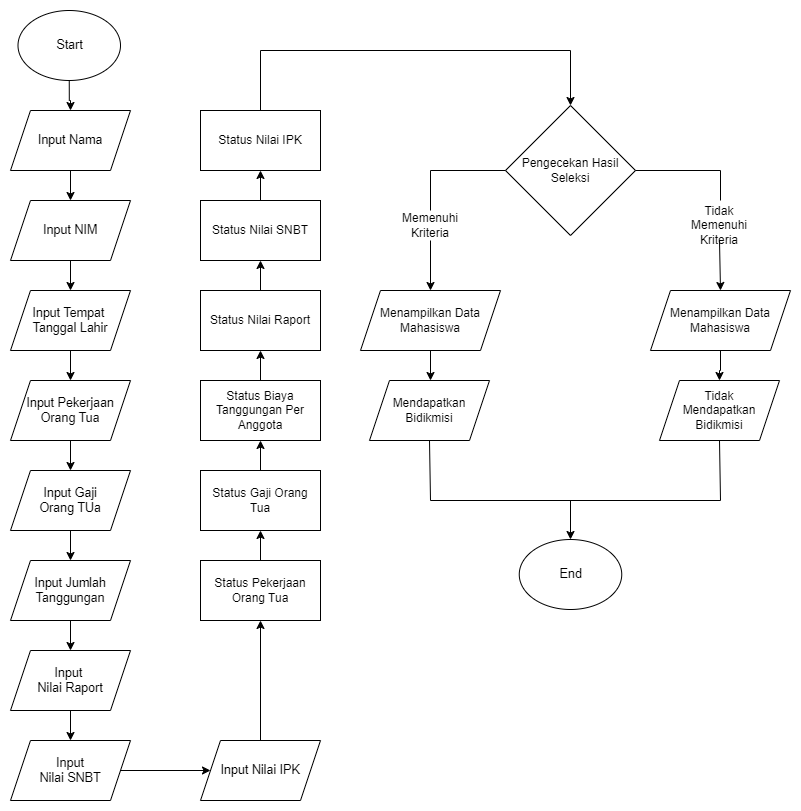 Start
Input Nama
Input NIM
Input Tempat
Tanggal Lahir
Input Pekerjaan
Orang Tua
Input Gaji
Orang TUa
Input Jumlah
Tanggungan
Input
Nilai Raport
Input
Nilai SNBT
Input Nilai IPK
Status Pekerjaan
Orang Tua
Status Gaji Orang
Tua
Status Biaya
Tanggungan Per
Anggota
Status Nilai Raport
Status Nilai SNBT
Status Nilai IPK
Pengecekan Hasil
Seleksi
Memenuhi
Kriteria
Menampilkan Data
Mahasiswa
Mendapatkan
Bidikmisi
Tidak
Memenuhi
Kriteria
Menampilkan Data
Mahasiswa
Tidak
Mendapatkan
Bidikmisi
End